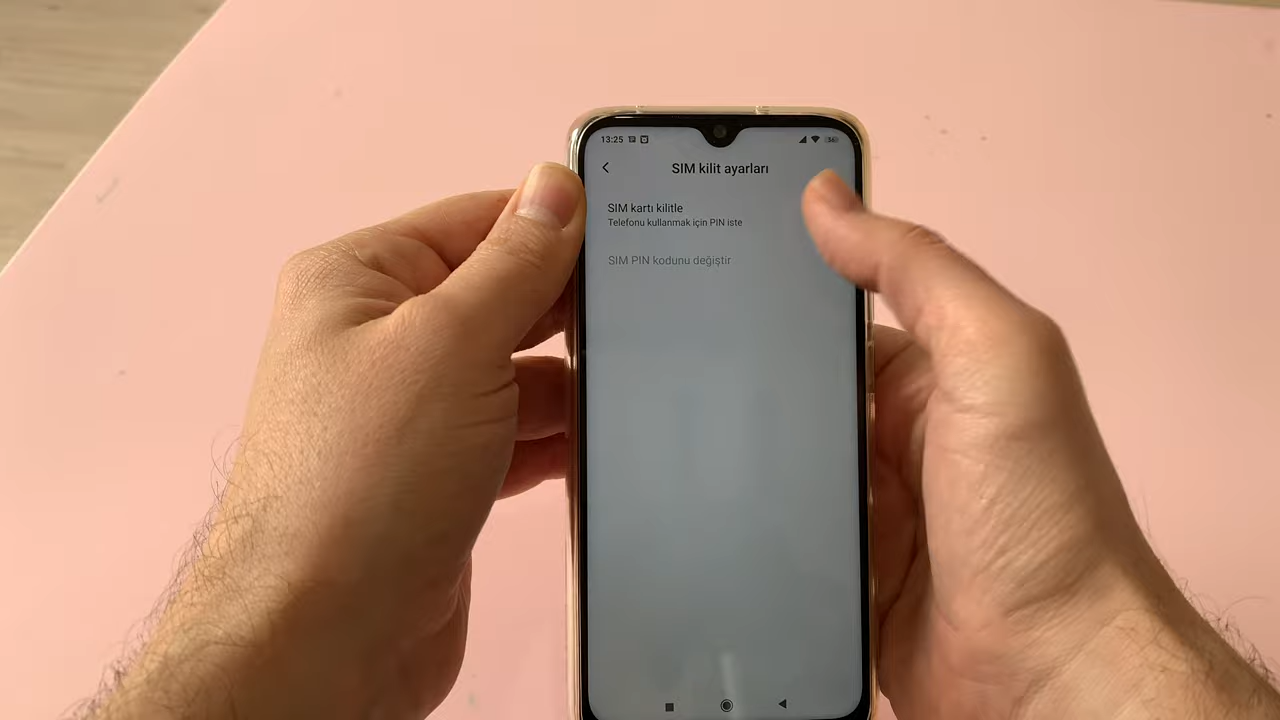 13:25
SIM kilit ayarları
SIM kartı kilitle
Telefonu kullanmak için PIN iste
SIM PIN kodunu değiştir